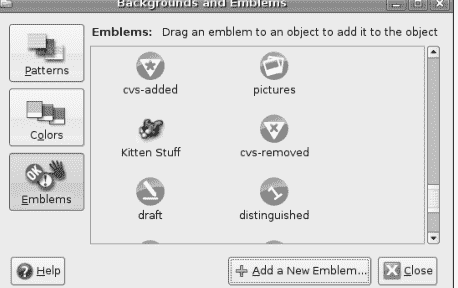 Backgrounds and Emblems
Emblems: Drag an emblem to an object to add it to the object
Patterns
Colors
Emblems
cvs-added
pictures
Kitten Stuff
cvs-removed
draft
distinguished
Help
Add a New Emblem...
Close